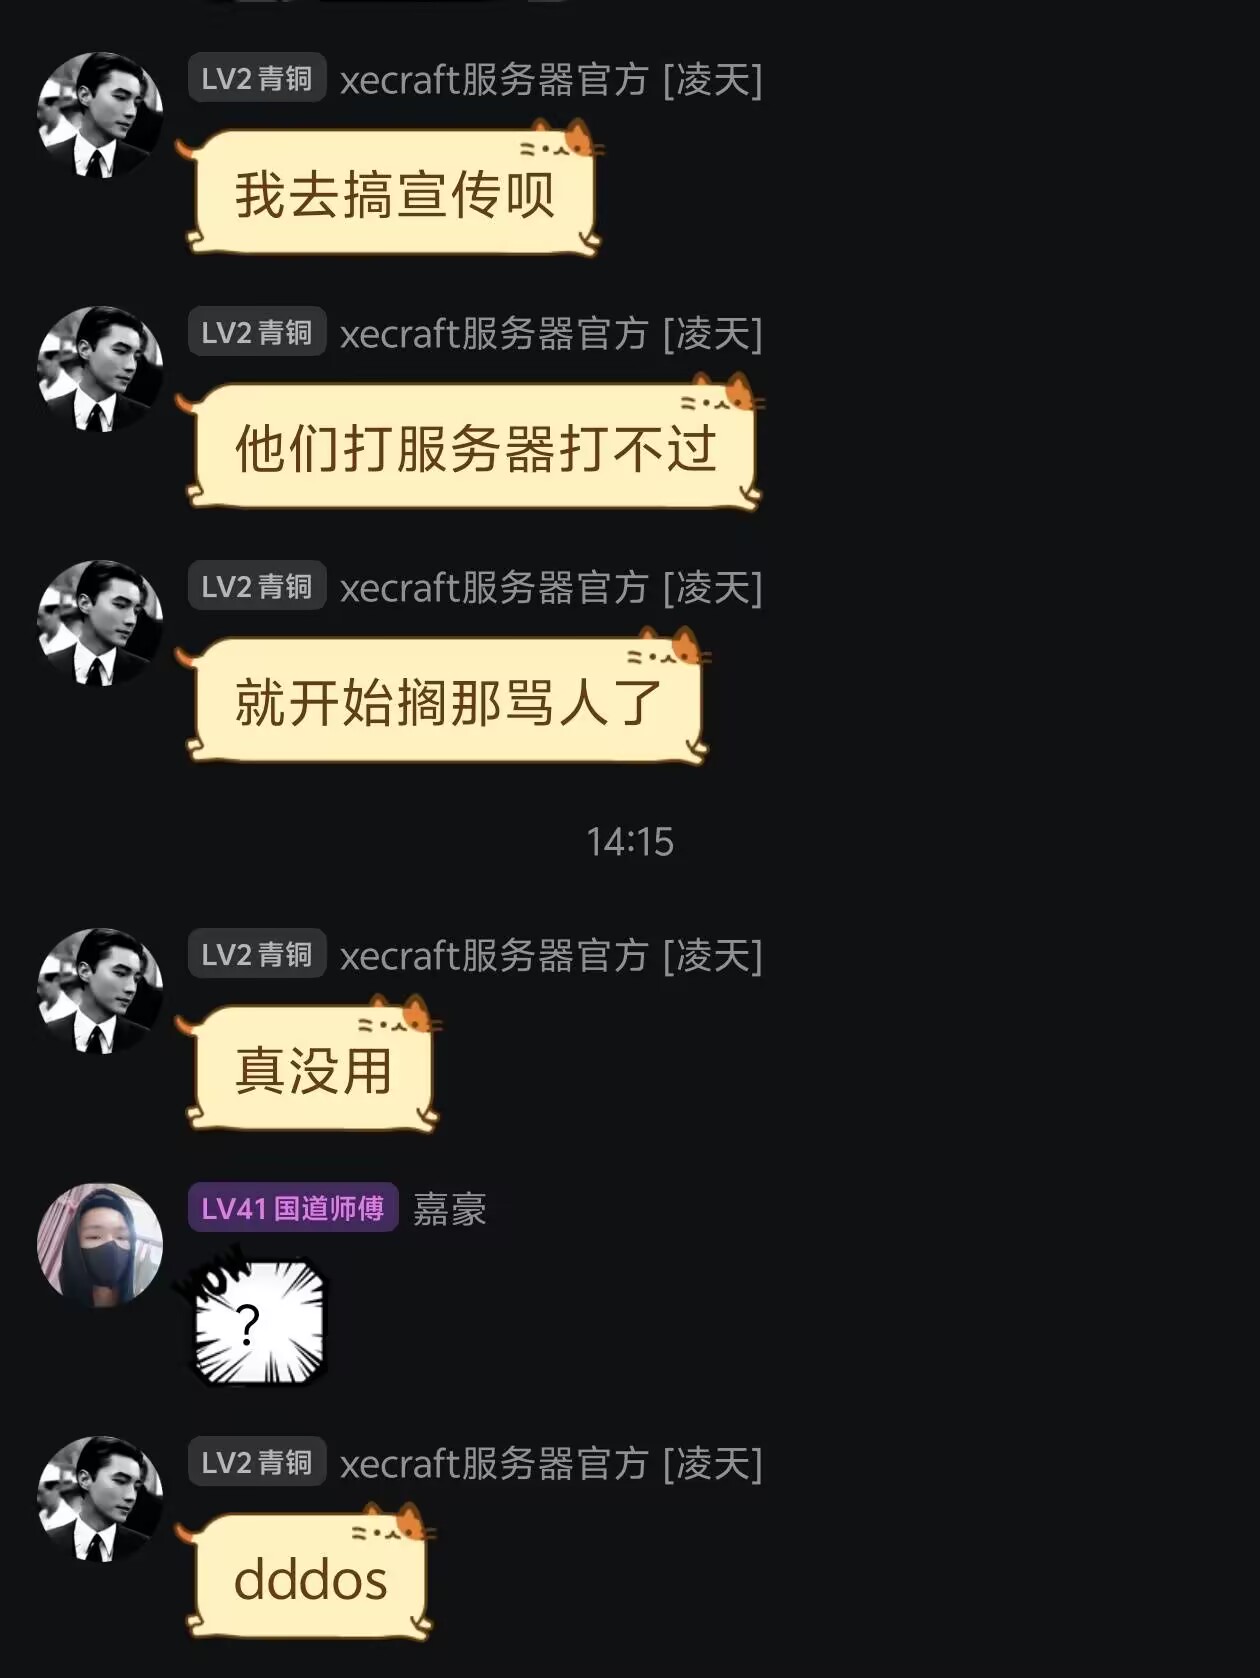 LV2 青铜 xecraft服务器官方 [凌天]
我去搞宣传呗
LV2 青铜 xecraft服务器官方 [凌天]
他们打服务器打不过
LV2 青铜 xecraft服务器官方 [凌天]
就开始搁那骂人了
14:15
LV2 青铜 xecraft服务器官方 [凌天]
真没用
LV41 国道师傅 嘉豪
WOW
?
LV2 青铜 xecraft服务器官方 [凌天]
dddos